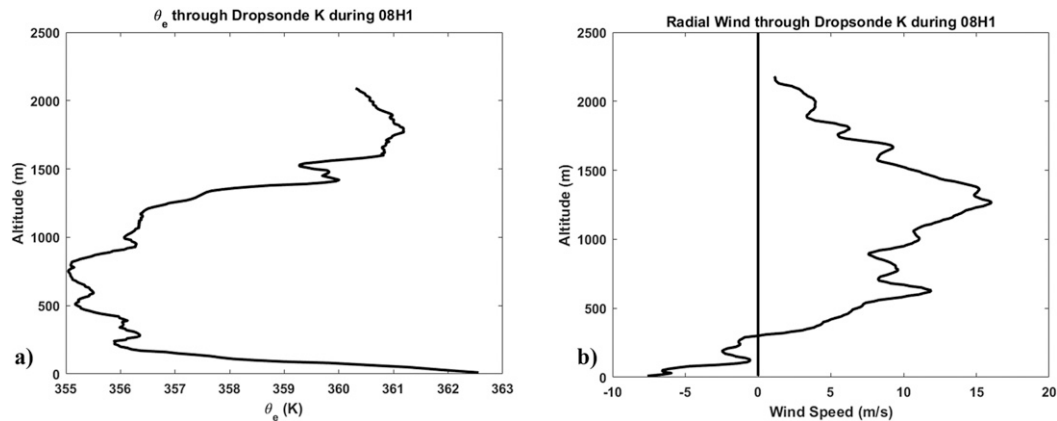 θe through Dropsonde K during 08H1
2500
2000
1500
1000
500
0
Altitude (m)
a)
355 356 357 358 359 360 361 362 363
θe (K)
Radial Wind through Dropsonde K during 08H1
2500
2000
1500
1000
500
0
Altitude (m)
b)
-10 -5 0 5 10 15 20
Wind Speed (m/s)